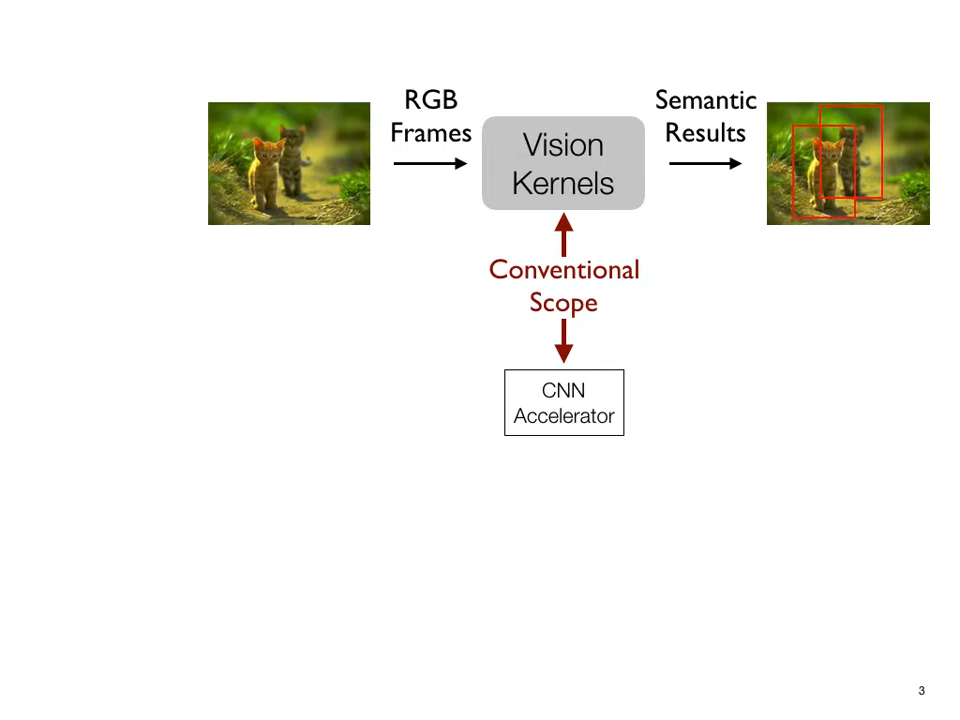 RGB
Frames
Vision
Kernels
Semantic
Results
Conventional
Scope
CNN
Accelerator
3